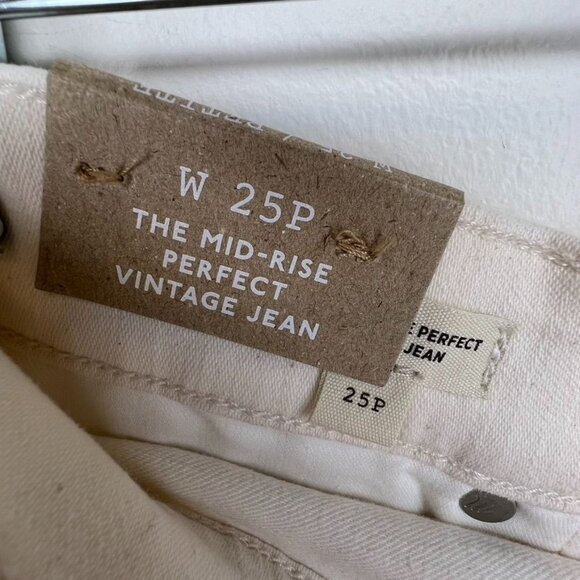 W 25P
THE MID-RISE
PERFECT
VINTAGE JEAN
E PERFECT
JEAN
25P